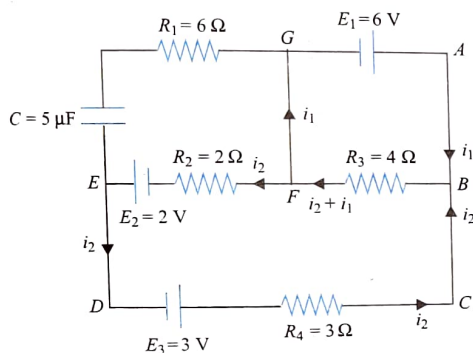 R₁ = 6 Ω
G
E₁ = 6 V
A
C = 5 μF
i₁
i₁
R₂ = 2 Ω
i₂
R₃ = 4 Ω
E
F
B
E₂ = 2 V
i₂ + i₁
i₂
i₂
D
C
E₃ = 3 V
R₄ = 3 Ω
i₂